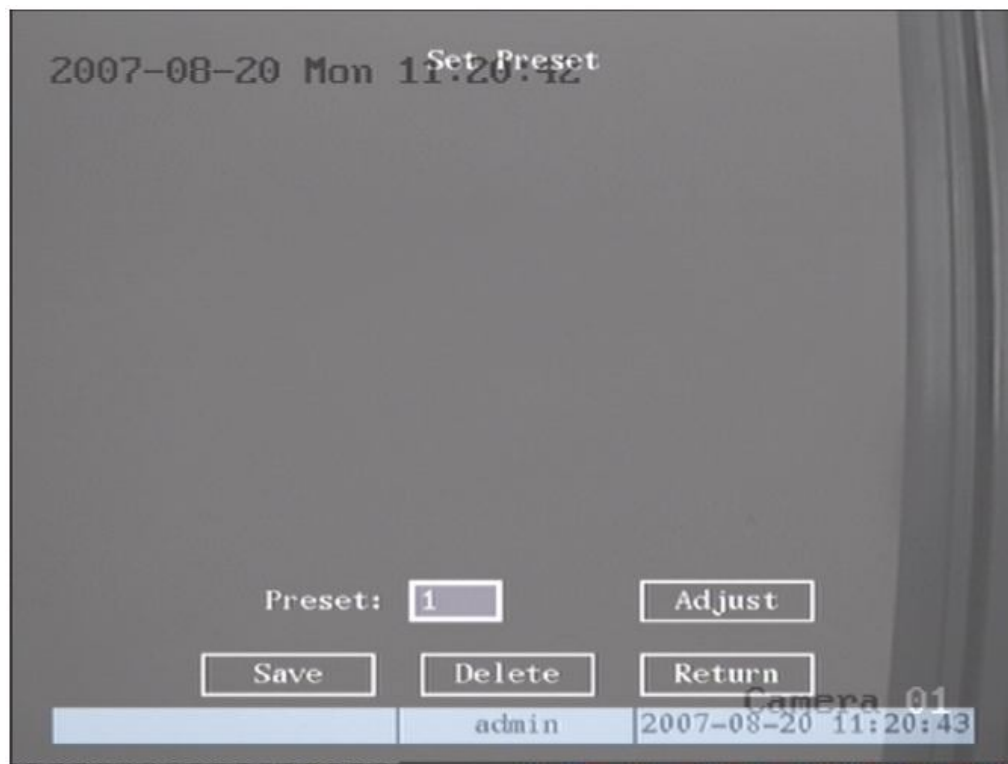 Set Preset
2007-08-20 Mon 11:20:42
Preset: 1 Adjust
Save Delete Return
Camera 01
admin 2007-08-20 11:20:43